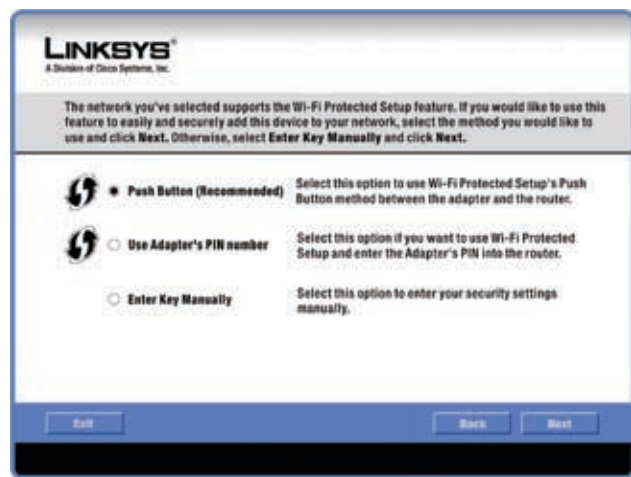 LINKSYS®
A Division of Cisco Systems, Inc.
The network you've selected supports the Wi-Fi Protected Setup feature. If you would like to use this
feature to easily and securely add this device to your network, select the method you would like to
use and click Next. Otherwise, select Enter Key Manually and click Next.
Push Button (Recommended)
Select this option to use Wi-Fi Protected Setup's Push
Button method between the adapter and the router.
Use Adapter's PIN number
Select this option if you want to use Wi-Fi Protected
Setup and enter the Adapter's PIN into the router.
Enter Key Manually
Select this option to enter your security settings
manually.
Exit
Back
Next